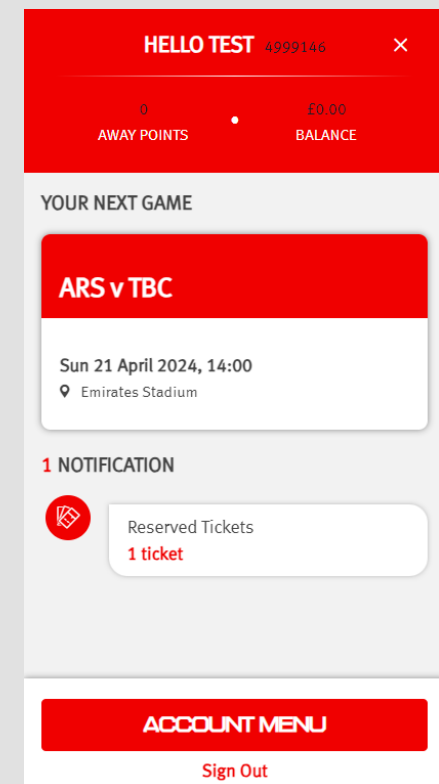 HELLO TEST 4999146
0 £0.00
AWAY POINTS BALANCE
YOUR NEXT GAME
ARS v TBC
Sun 21 April 2024, 14:00
Emirates Stadium
1 NOTIFICATION
Reserved Tickets
1 ticket
ACCOUNT MENU
Sign Out